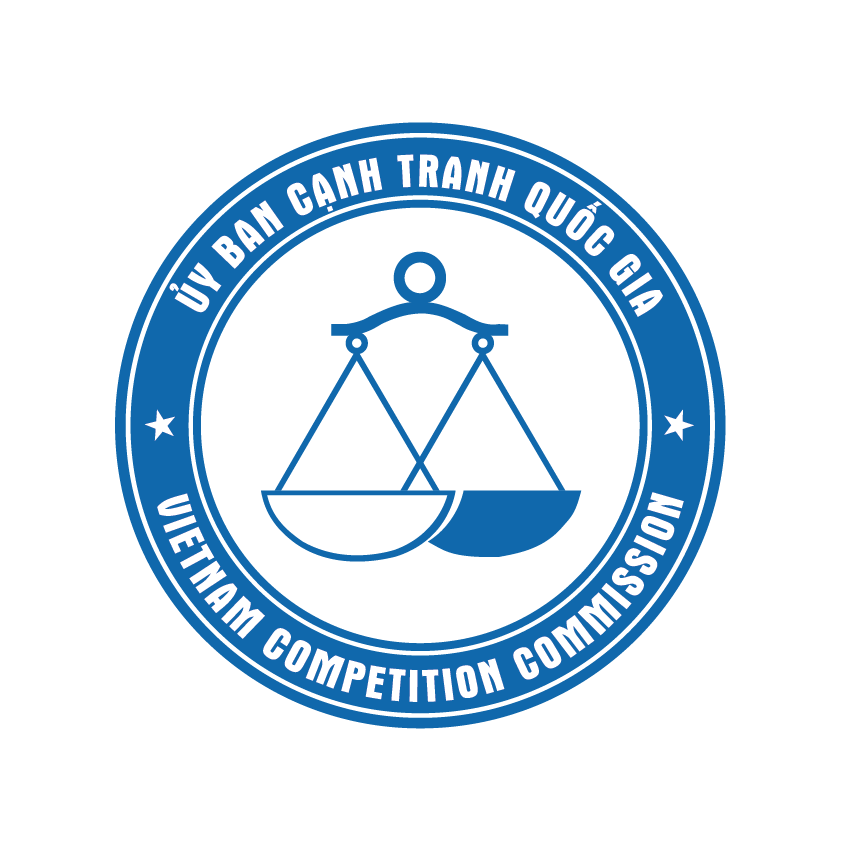 ỦY BAN CẠNH TRANH QUỐC GIA
VIETNAM COMPETITION COMMISSION